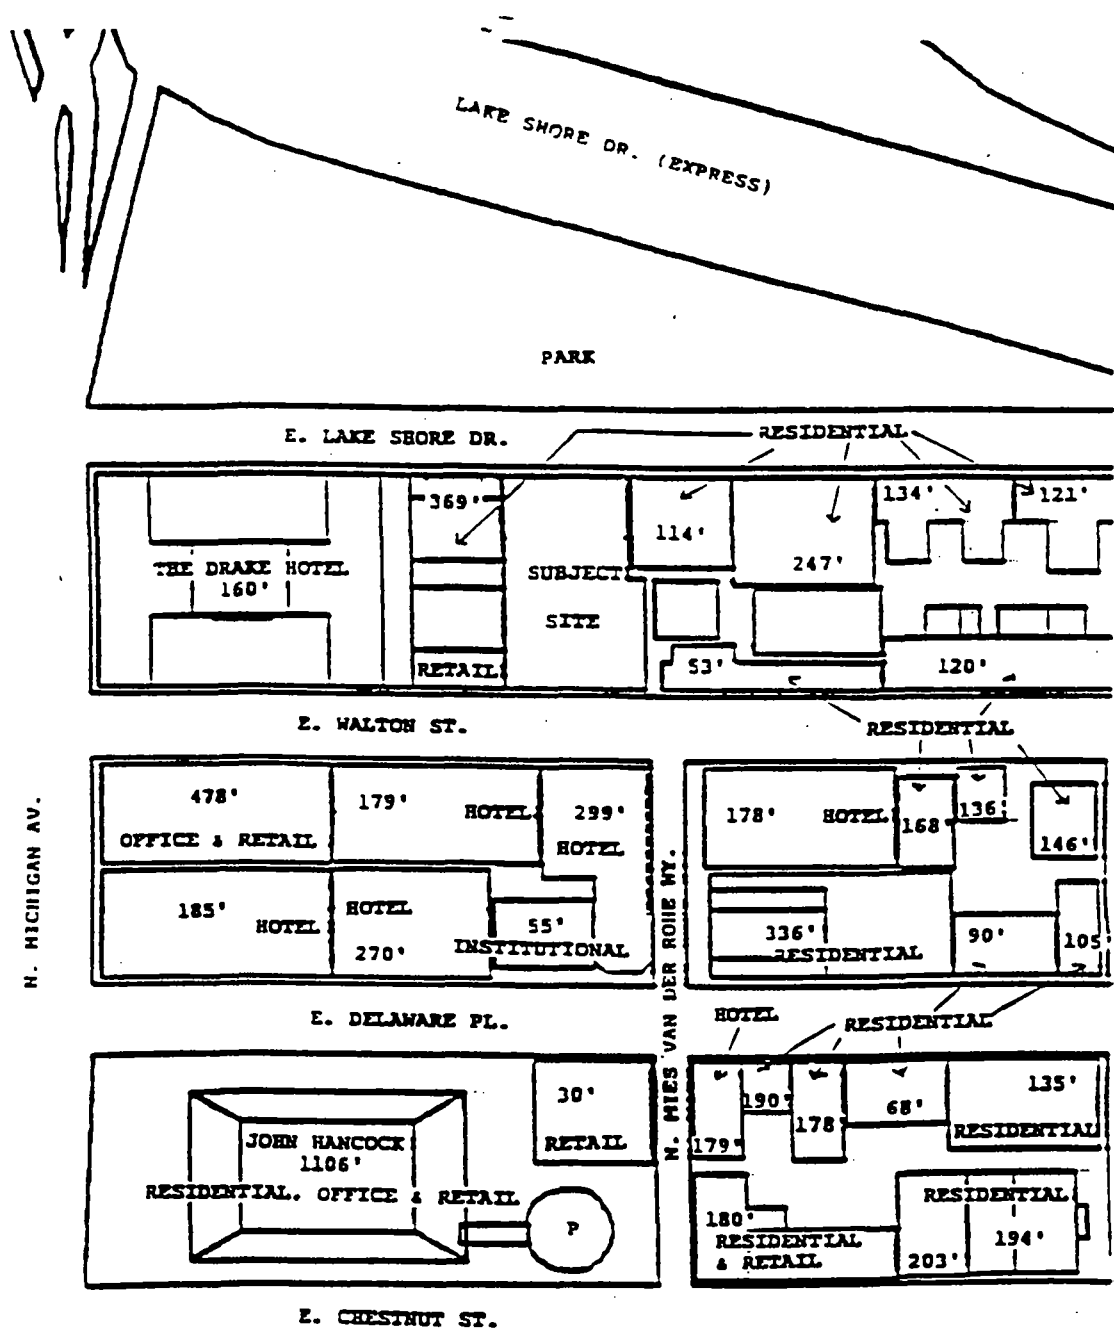 LAKE SHORE DR. (EXPRESS)
PARK
E. LAKE SHORE DR.
RESIDENTIAL
369'
114'
247'
134'
121'
THE DRAKE HOTEL
160'
SUBJECT
SITE
RETAIL
53'
120'
E. WALTON ST.
RESIDENTIAL
N. MICHIGAN AV.
478'
OFFICE & RETAIL
179'
HOTEL
299'
HOTEL
178'
HOTEL
168
136
146'
185'
HOTEL
HOTEL
270'
55'
INSTITUTIONAL
N. MIES VAN DER ROHE WY.
336'
RESIDENTIAL
90'
105'
E. DELAWARE PL.
HOTEL
RESIDENTIAL
JOHN HANCOCK
1106'
RESIDENTIAL. OFFICE & RETAIL
30'
RETAIL
P
179'
190'
178'
68'
135'
RESIDENTIAL
180'
RESIDENTIAL
& RETAIL
RESIDENTIAL
203'
194'
E. CHESTNUT ST.